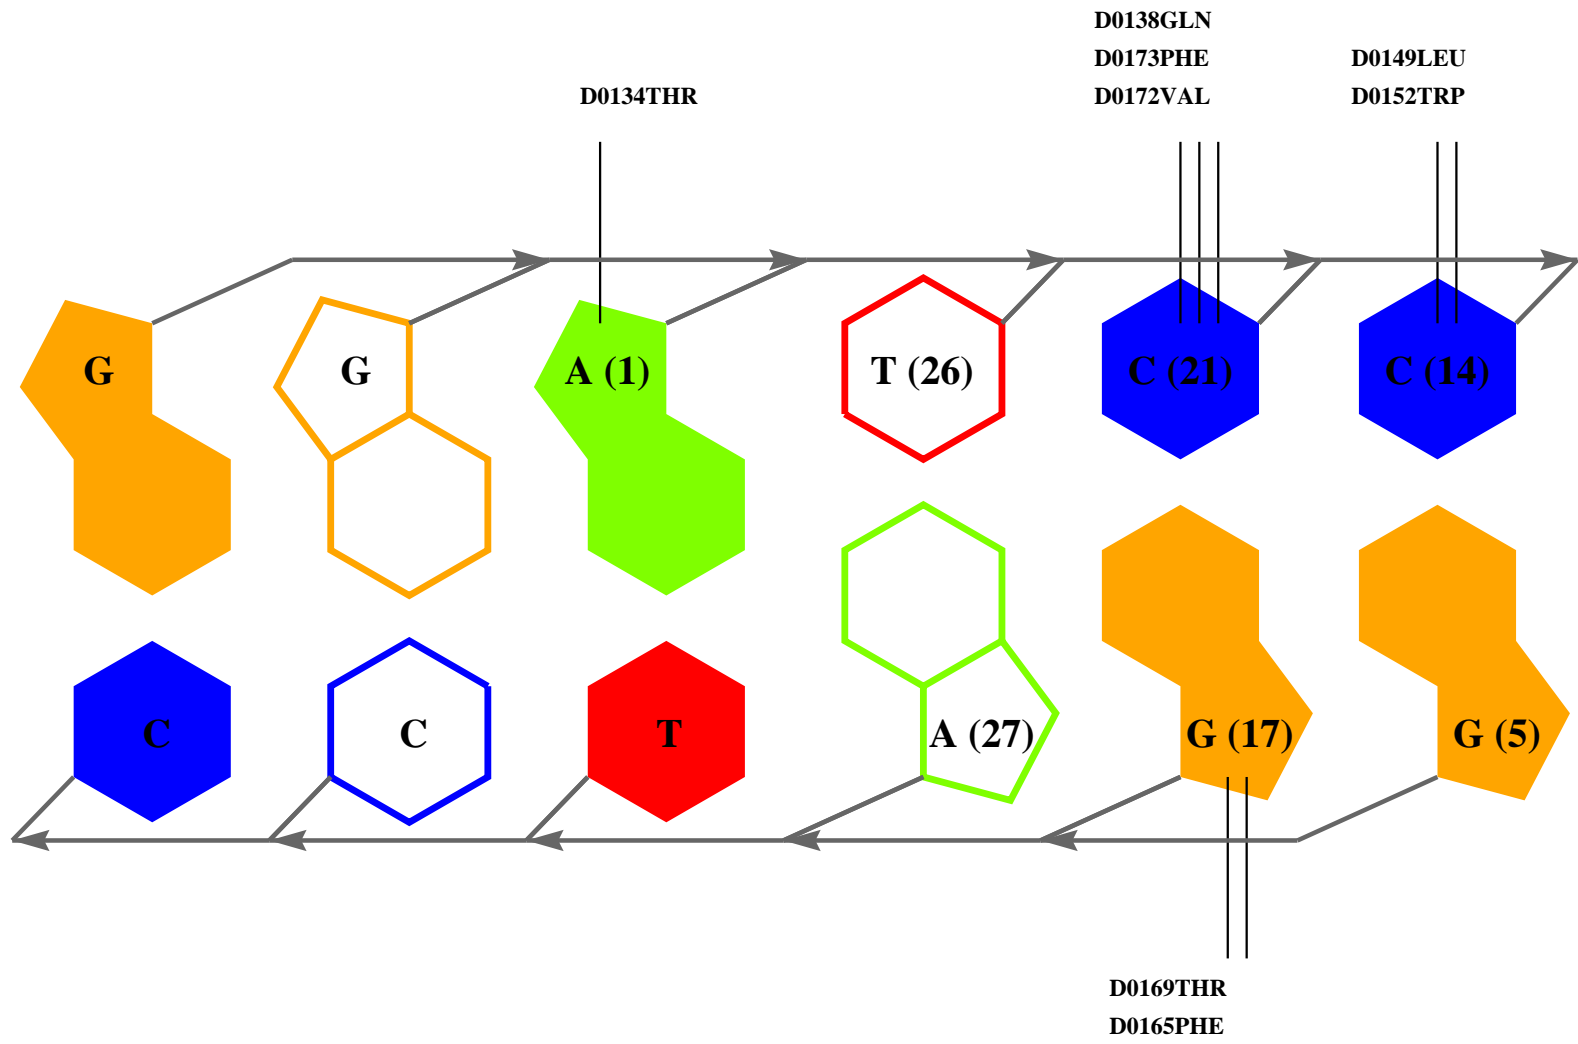 D0138GLN
D0173PHE D0149LEU
D0134THR D0172VAL D0152TRP
G G A (1) T (26) C (21) C (14)
C C T A (27) G (17) G (5)
D0169THR
D0165PHE